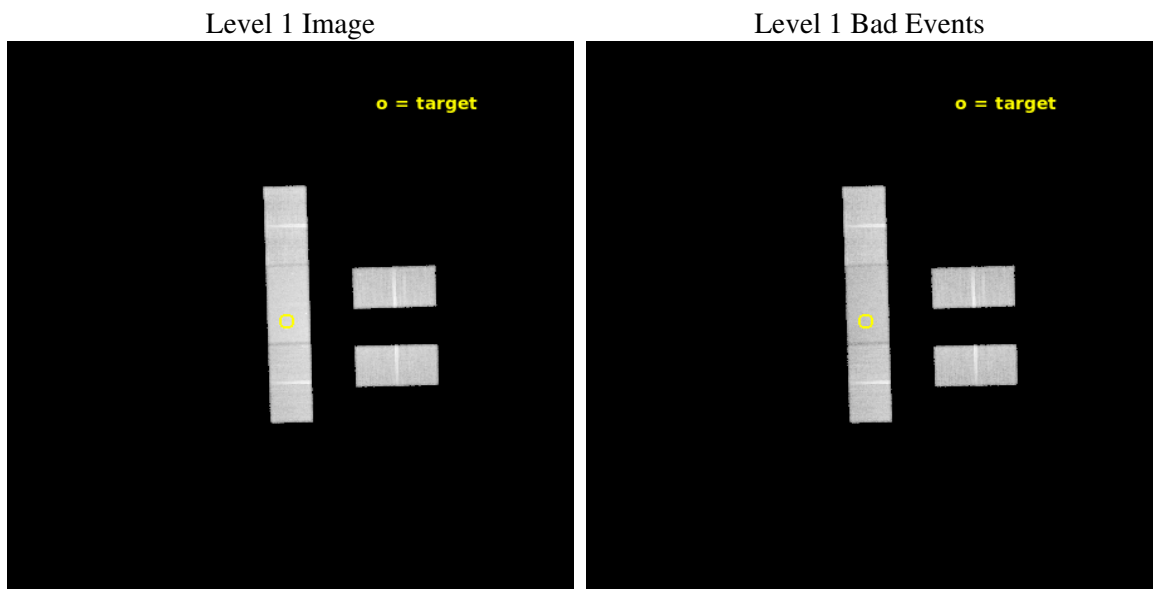 Level 1 Image
Level 1 Bad Events
o = target
o = target